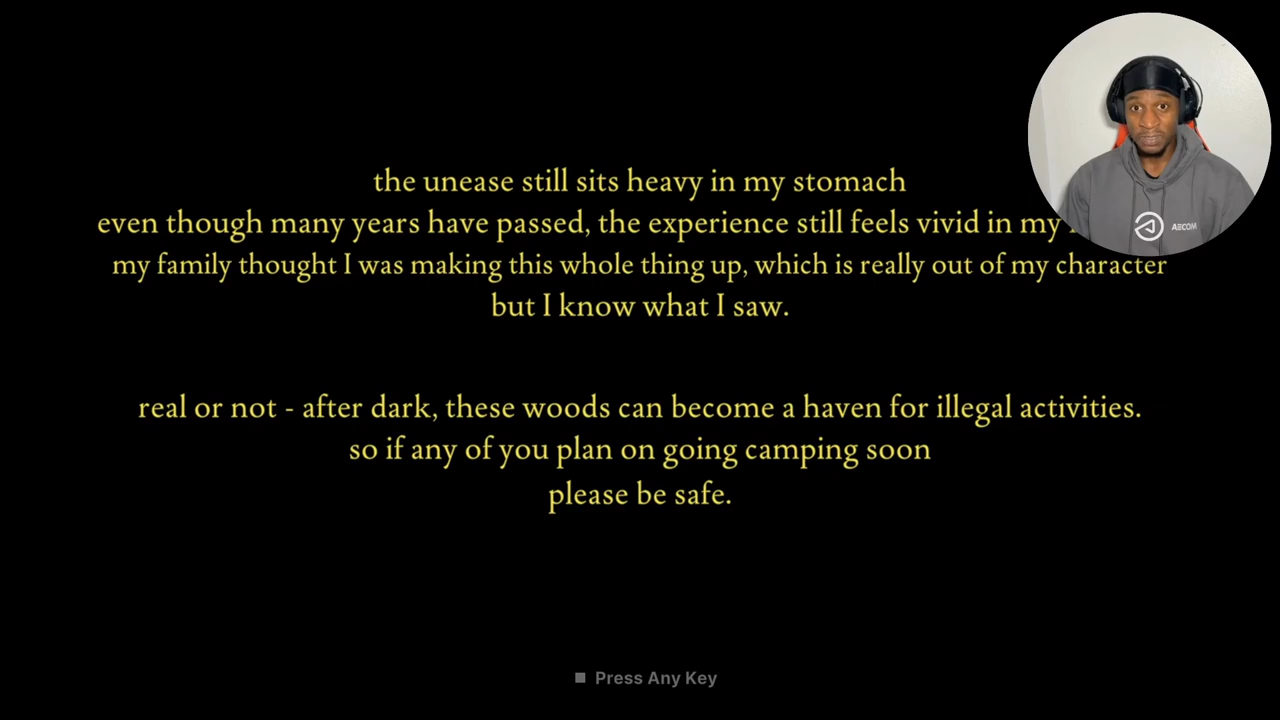 the unease still sits heavy in my stomach
even though many years have passed, the experience still feels vivid in my
my family thought I was making this whole thing up, which is really out of my character
but I know what I saw.
real or not - after dark, these woods can become a haven for illegal activities.
so if any of you plan on going camping soon
please be safe.
Press Any Key
AECOM